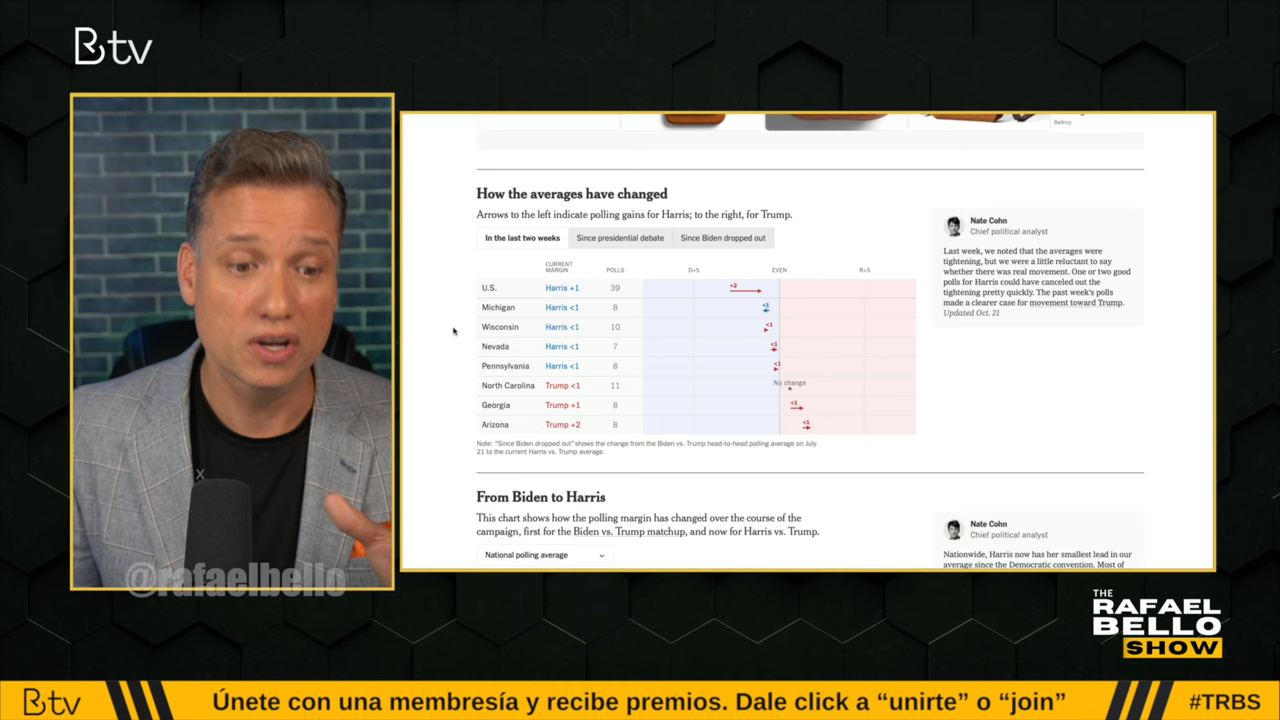 Btv
Bellroy
How the averages have changed
Arrows to the left indicate polling gains for Harris; to the right, for Trump.
In the last two weeks Since presidential debate Since Biden dropped out
CURRENT MARGIN POLLS D+5 EVEN R+5
U.S. Harris +1 39 +2
Michigan Harris <1 8 <1
Wisconsin Harris <1 10 <1
Nevada Harris <1 7 <1
Pennsylvania Harris <1 8 <1
North Carolina Trump <1 11 No change
Georgia Trump +1 8 <1
Arizona Trump +2 8 <1
Note: "Since Biden dropped out" shows the change from the Biden vs. Trump head-to-head polling average on July
21 to the current Harris vs. Trump average.
Nate Cohn
Chief political analyst
Last week, we noted that the averages were
tightening, but we were a little reluctant to say
whether there was real movement. One or two good
polls for Harris could have canceled out the
tightening pretty quickly. The past week's polls
made a clearer case for movement toward Trump.
Updated Oct. 21
From Biden to Harris
This chart shows how the polling margin has changed over the course of the
campaign, first for the Biden vs. Trump matchup, and now for Harris vs. Trump.
National polling average
Nate Cohn
Chief political analyst
Nationwide, Harris now has her smallest lead in our
average since the Democratic convention. Most of
X
@rafaelbello
THE
RAFAEL
BELLO
SHOW
Btv Únete con una membresía y recibe premios. Dale click a “unirte” o “join” #TRBS